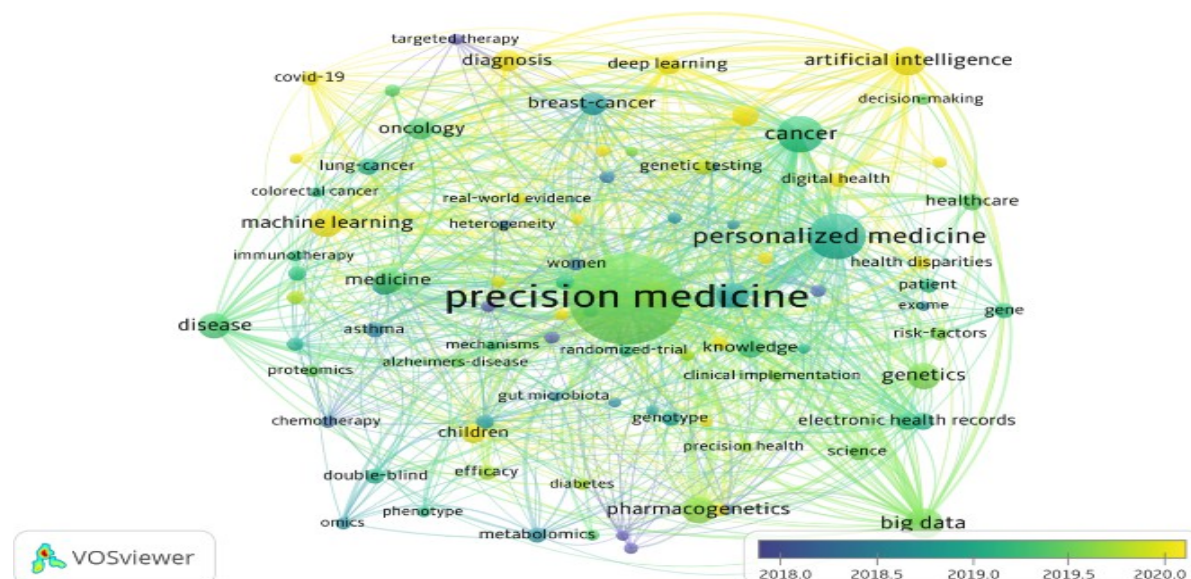 targeted therapy
diagnosis
deep learning
artificial intelligence
covid-19
breast-cancer
decision-making
oncology
cancer
lung-cancer
genetic testing
digital health
colorectal cancer
real-world evidence
healthcare
machine learning
heterogeneity
personalized medicine
immunotherapy
women
health disparities
medicine
patient
precision medicine
exome
gene
disease
asthma
risk-factors
mechanisms
randomized-trial
knowledge
alzheimers-disease
proteomics
clinical implementation
genetics
gut microbiota
chemotherapy
genotype
electronic health records
children
precision health
science
double-blind
efficacy
diabetes
phenotype
pharmacogenetics
omics
metabolomics
big data
VOSviewer
2018.0 2018.5 2019.0 2019.5 2020.0